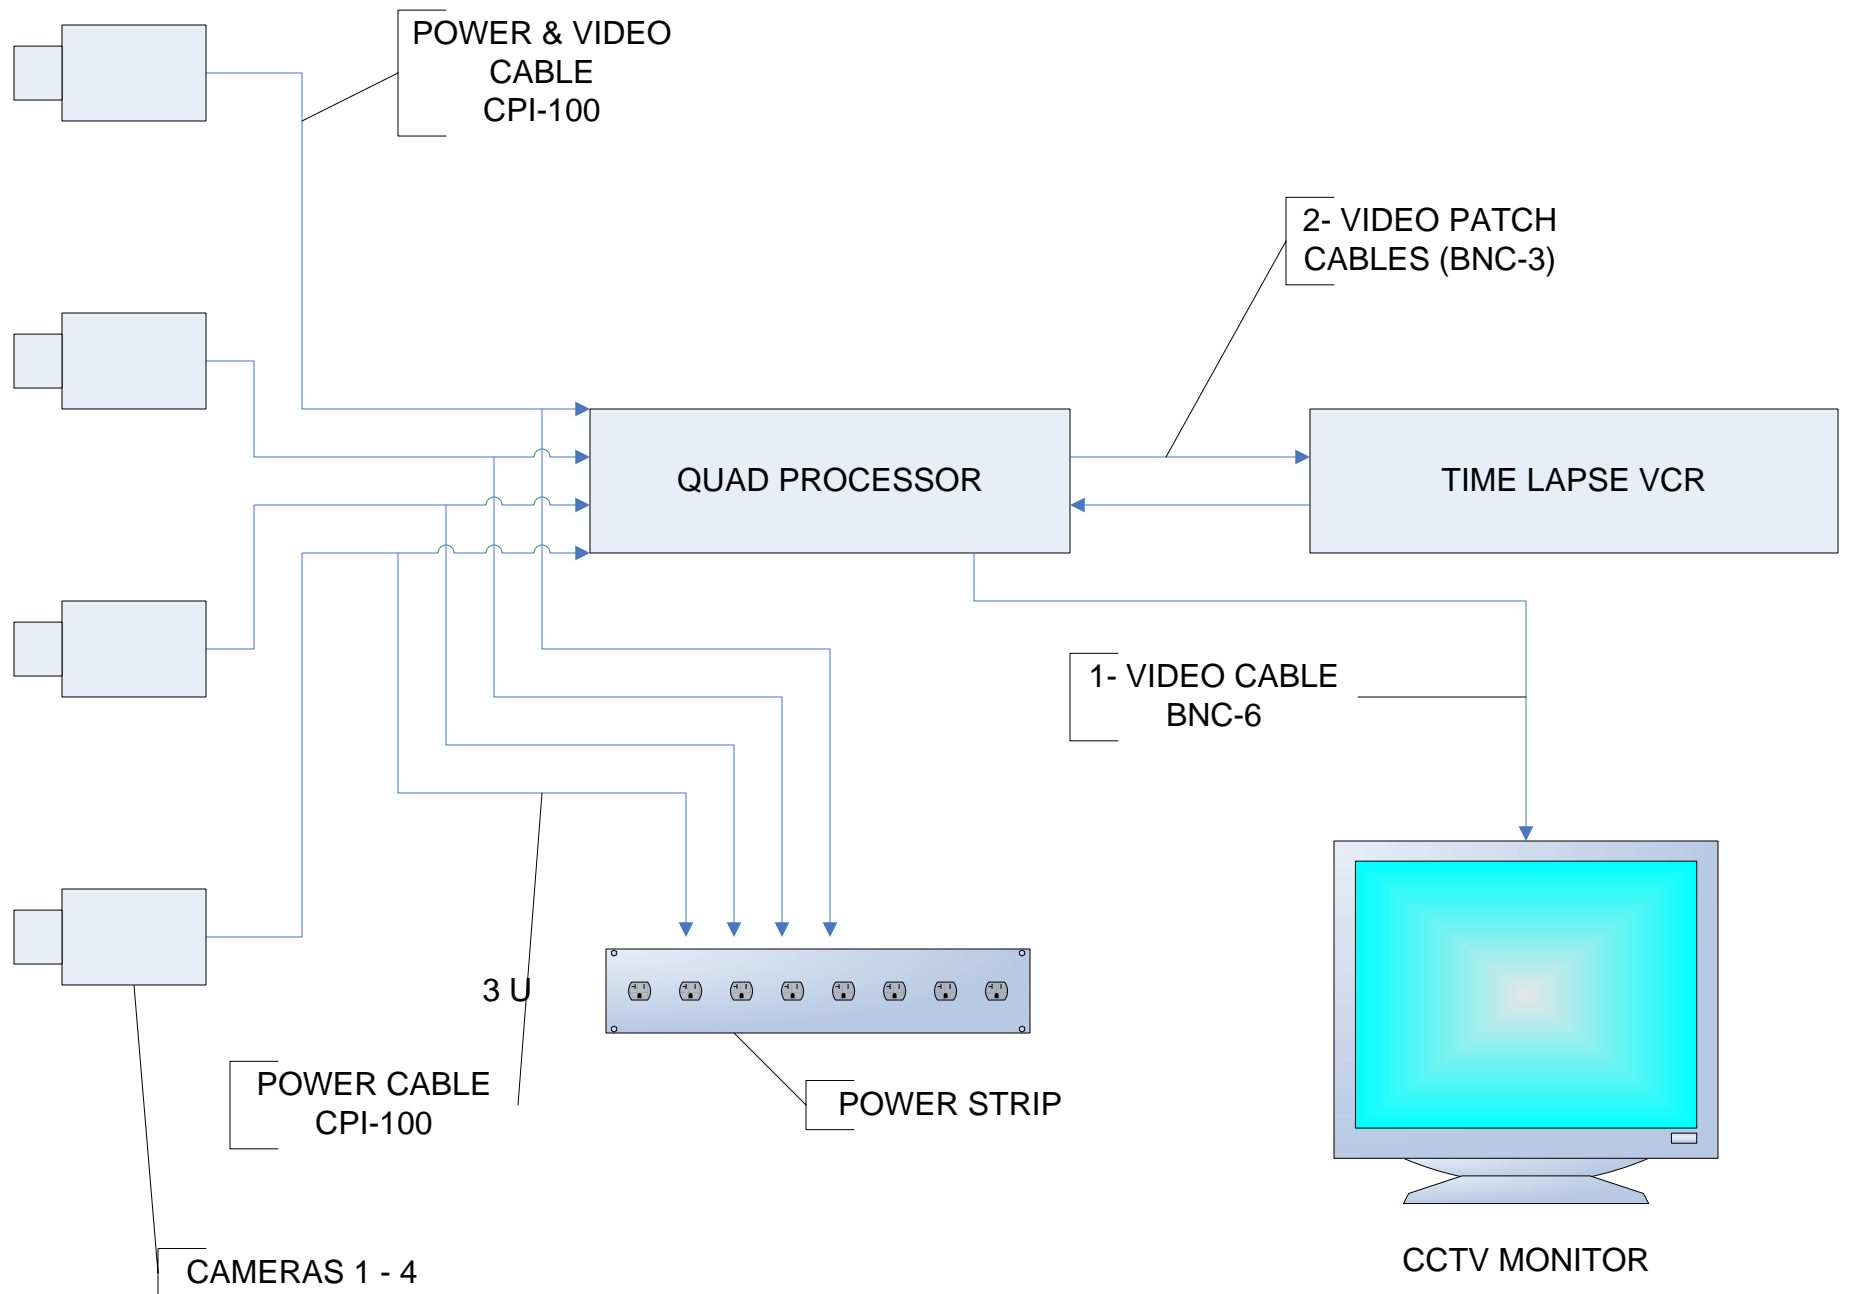 POWER & VIDEO
CABLE
CPI-100
2- VIDEO PATCH
CABLES (BNC-3)
QUAD PROCESSOR
TIME LAPSE VCR
1- VIDEO CABLE
BNC-6
3 U
POWER CABLE
CPI-100
POWER STRIP
CAMERAS 1 - 4
CCTV MONITOR